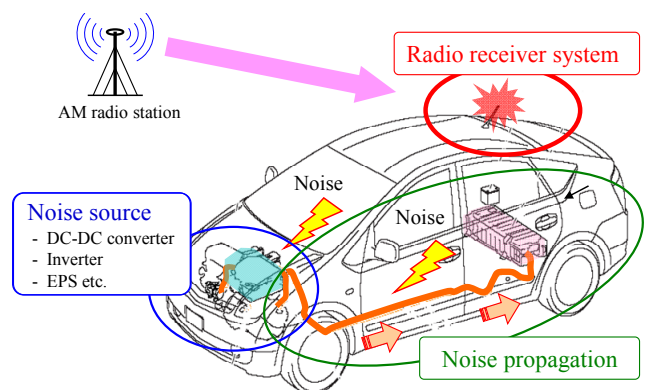 Radio receiver system
AM radio station
Noise
Noise
Noise source
- DC-DC converter
- Inverter
- EPS etc.
Noise propagation